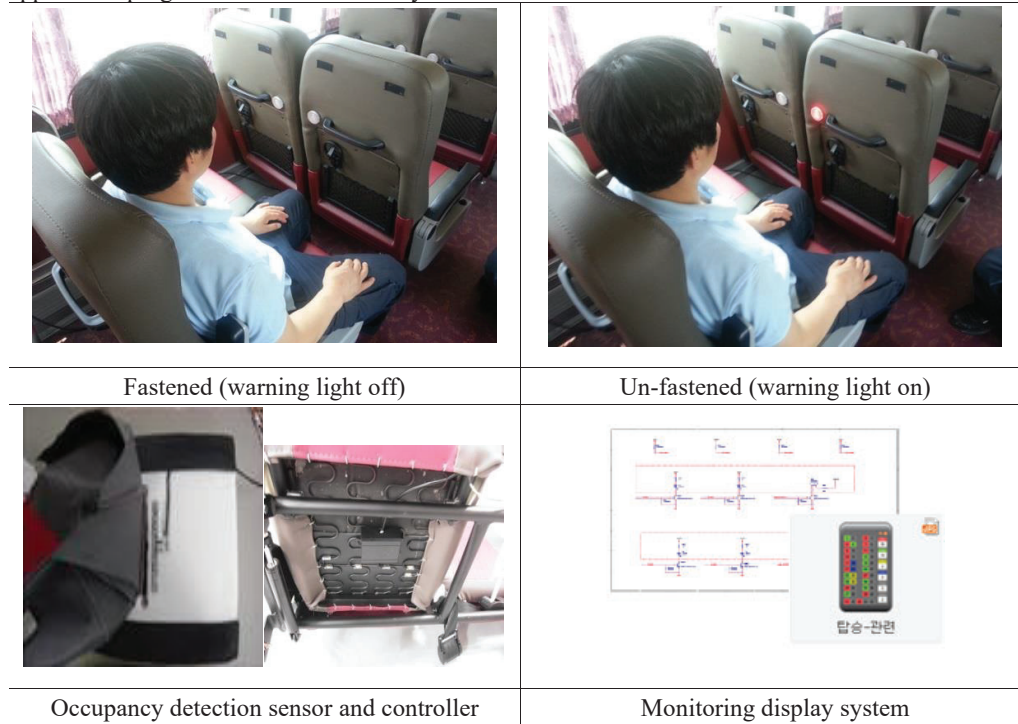 Fastened (warning light off)
Un-fastened (warning light on)
Occupancy detection sensor and controller
Monitoring display system
탑승-관련